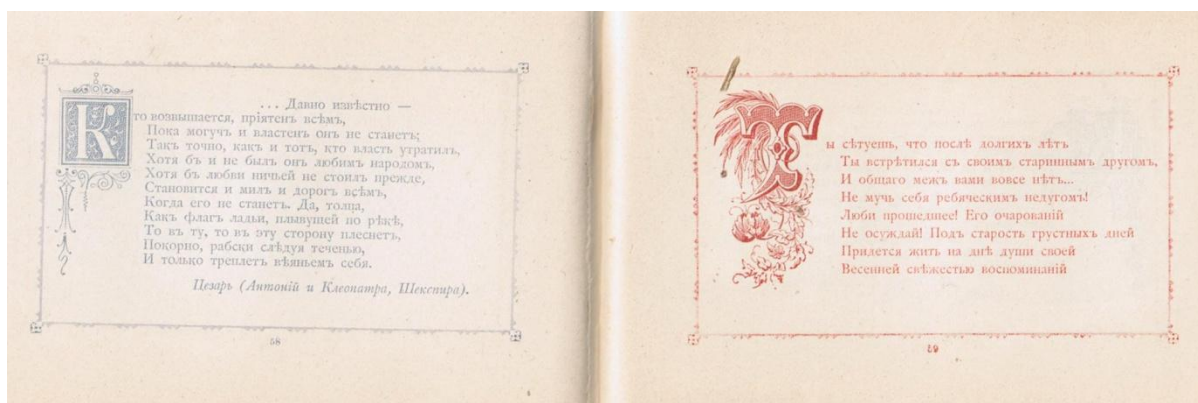 ... Давно извѣстно —
Кто возвышается, пріятенъ всѣмъ,
Пока могучъ и властенъ онъ не станетъ;
Такъ точно, какъ и тотъ, кто власть утратилъ,
Хотя бъ и не былъ онъ любимъ народомъ,
Хотя бъ любви ничьей не стоилъ прежде,
Становится и милъ и дорогъ всѣмъ,
Когда его не станетъ. Да, толпа,
Какъ флагъ ладьи, плывущей по рѣкѣ,
То въ ту, то въ эту сторону плеснетъ,
Покорно, рабски слѣдуя теченью,
И только треплетъ вѣяньемъ себя.
Цезарь (Антоній и Клеопатра, Шекспира).
58
Ты сѣтуешь, что послѣ долгихъ лѣтъ
Ты встрѣтился съ своимъ стариннымъ другомъ,
И общаго межъ вами вовсе нѣтъ...
Не мучь себя ребяческимъ недугомъ!
Люби прошедшее! Его очарованій
Не осуждай! Подъ старость грустныхъ дней
Придется жить на днѣ души своей
Весенней свѣжестью воспоминаній